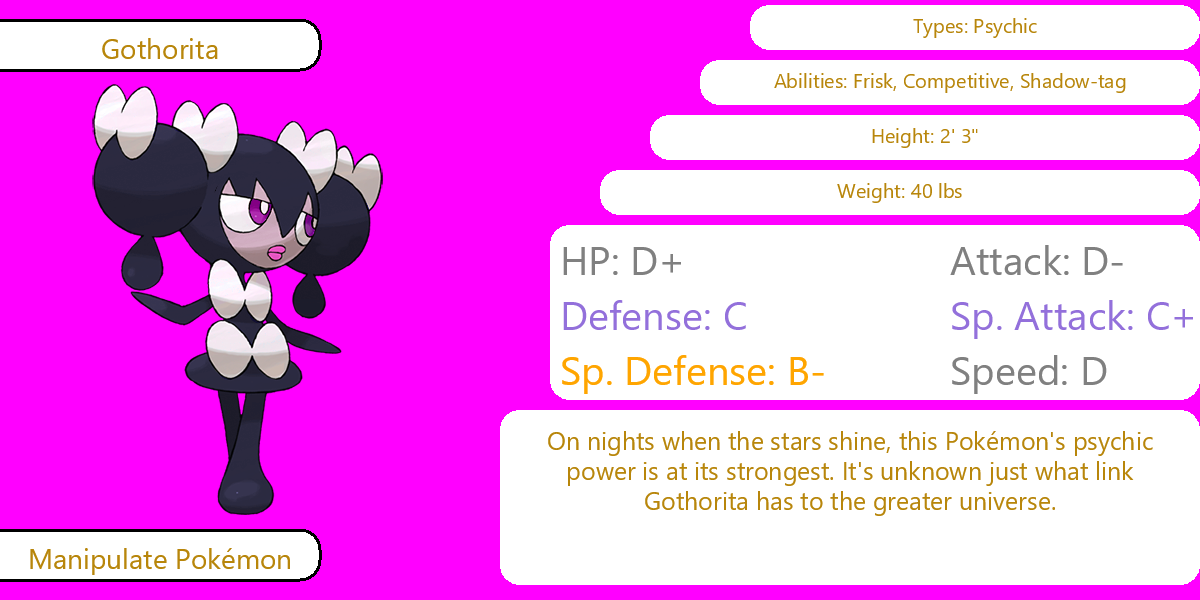 Gothorita
Manipulate Pokémon
Types: Psychic
Abilities: Frisk, Competitive, Shadow-tag
Height: 2' 3"
Weight: 40 lbs
HP: D+
Attack: D-
Defense: C
Sp. Attack: C+
Sp. Defense: B-
Speed: D
On nights when the stars shine, this Pokémon's psychic
power is at its strongest. It's unknown just what link
Gothorita has to the greater universe.